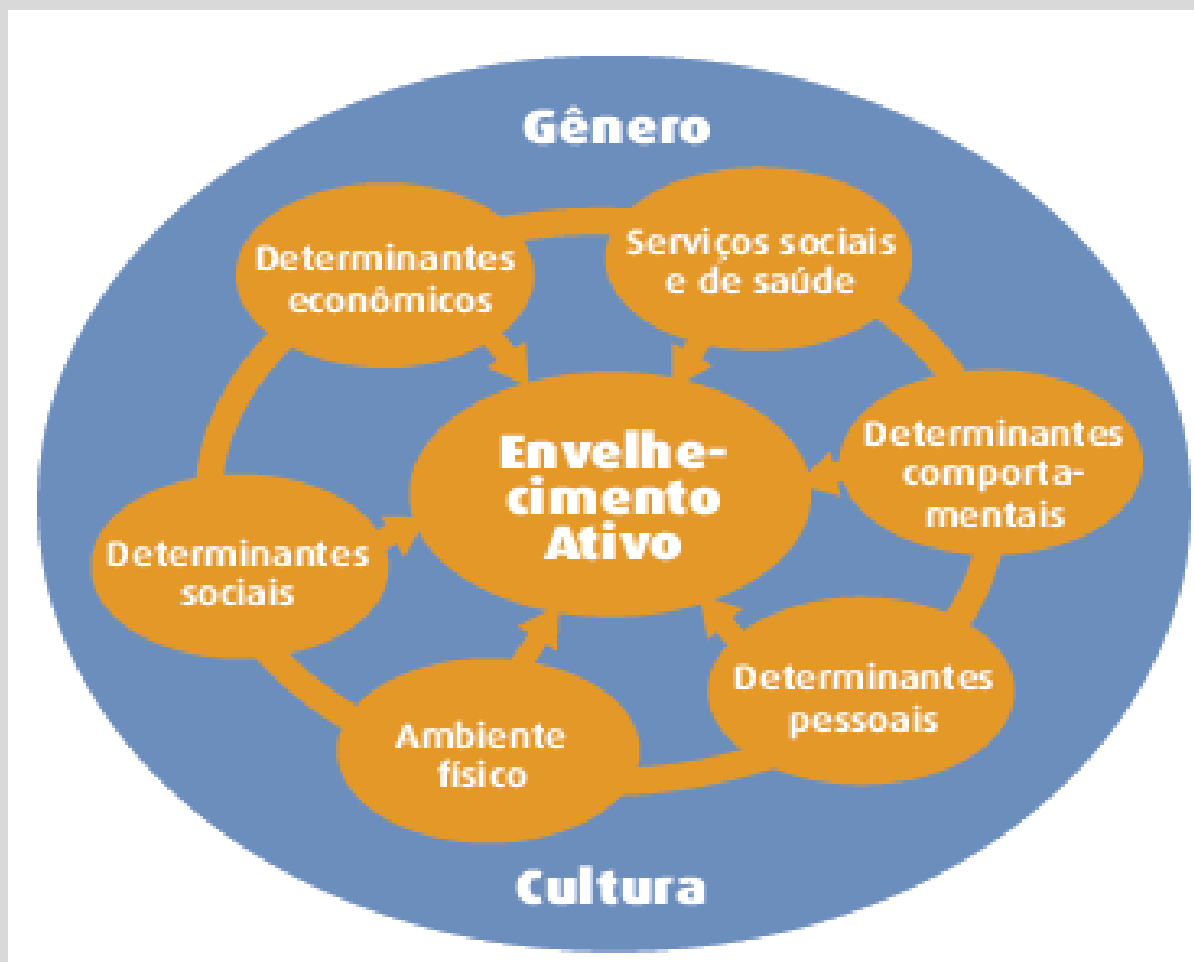 Gênero
Determinantes
econômicos
Serviços sociais
e de saúde
Determinantes
comporta-
mentais
Envelhe-
cimento
Ativo
Determinantes
sociais
Determinantes
pessoais
Ambiente
físico
Cultura